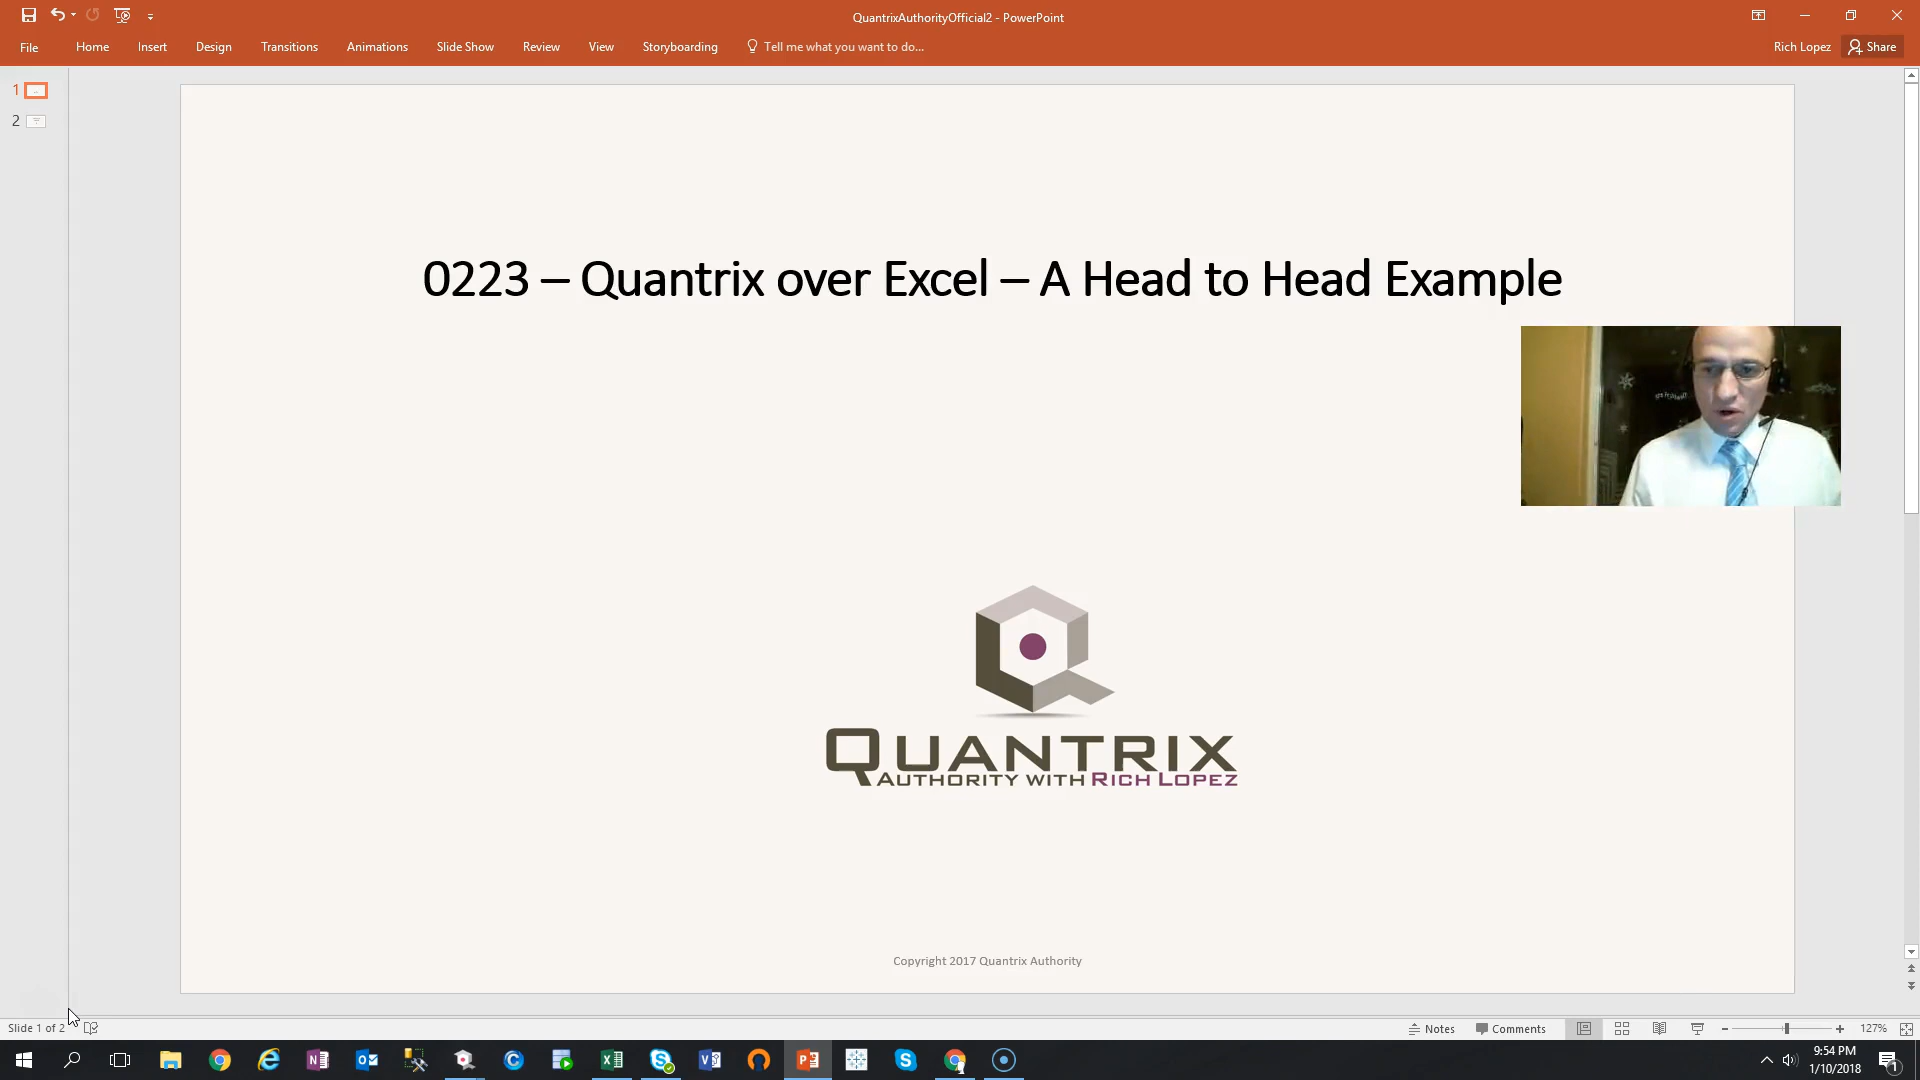 QuantrixAuthorityOfficial2 - PowerPoint
File Home Insert Design Transitions Animations Slide Show Review View Storyboarding Tell me what you want to do... Rich Lopez Share
1
2
0223 – Quantrix over Excel – A Head to Head Example
QUANTRIX
AUTHORITY WITH RICH LOPEZ
Copyright 2017 Quantrix Authority
Slide 1 of 2 Notes Comments 127%
9:54 PM
1/10/2018